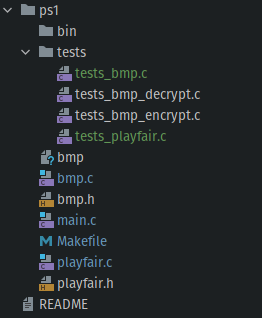 ps1
bin
tests
tests_bmp.c
tests_bmp_decrypt.c
tests_bmp_encrypt.c
tests_playfair.c
bmp
bmp.c
bmp.h
main.c
Makefile
playfair.c
playfair.h
README